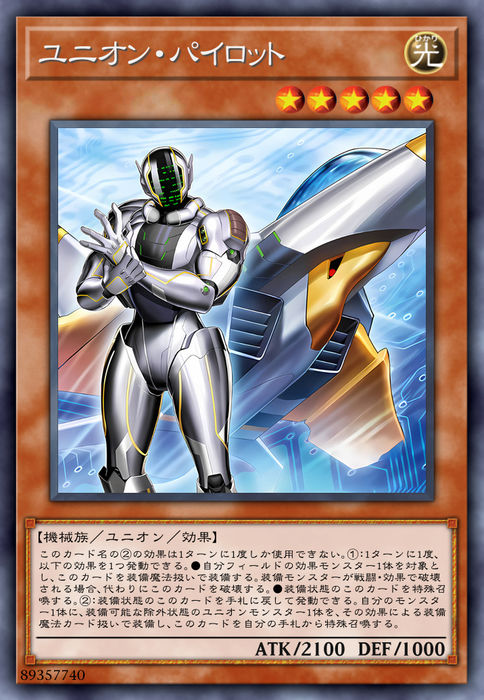 ユニオン・パイロット
ひかり
光
【機械族／ユニオン／効果】
このカード名の②の効果は1ターンに1度しか使用できない。①:1ターンに1度、
以下の効果を1つ発動できる。●自分フィールドの効果モンスター1体を対象と
し、このカードを装備魔法扱いで装備する。装備モンスターが戦闘・効果で破壊
される場合、代わりにこのカードを破壊する。●装備状態のこのカードを特殊召
喚する。②:装備状態のこのカードを手札に戻して発動できる。自分のモンスタ
ー1体に、装備可能な除外状態のユニオンモンスター1体を、その効果による装備
魔法カード扱いで装備し、このカードを自分の手札から特殊召喚する。
ATK/2100 DEF/1000
89357740